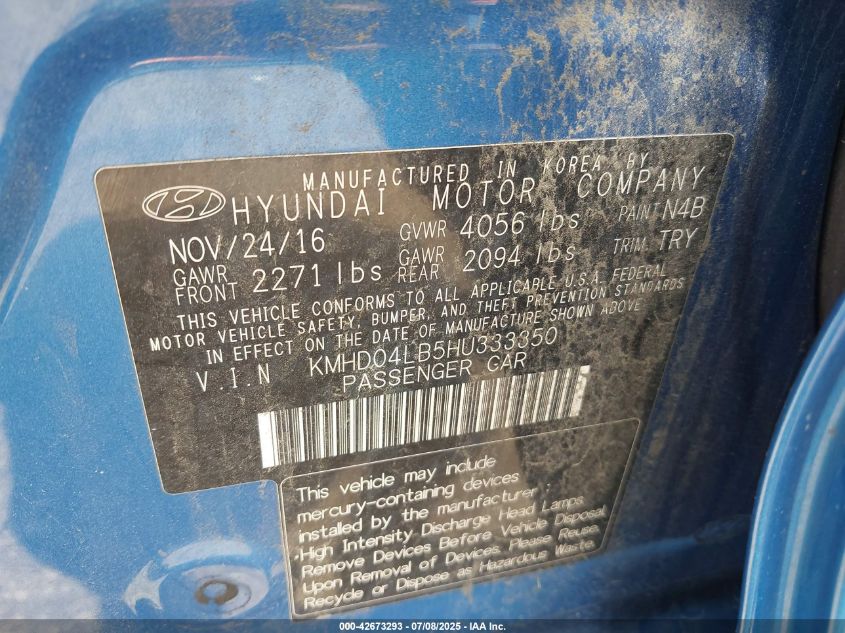 MANUFACTURED IN KOREA BY
HYUNDAI MOTOR COMPANY
NOV/24/16 GVWR 4056 lbs PAINT N4B
GAWR FRONT 2271 lbs GAWR REAR 2094 lbs TRIM TRY
THIS VEHICLE CONFORMS TO ALL APPLICABLE U.S.A. FEDERAL
MOTOR VEHICLE SAFETY, BUMPER, AND THEFT PREVENTION STANDARDS
IN EFFECT ON THE DATE OF MANUFACTURE SHOWN ABOVE.
V.I.N KMHD04LB5HU333350
PASSENGER CAR
This vehicle may include
mercury-containing devices
installed by the manufacturer :
•High Intensity Discharge Head Lamps
Remove Devices Before Vehicle Disposal
Upon Removal of Devices. Please Reuse.
Recycle or Dispose as Hazardous Waste.
000-42673293 - 07/08/2025 - IAA Inc.